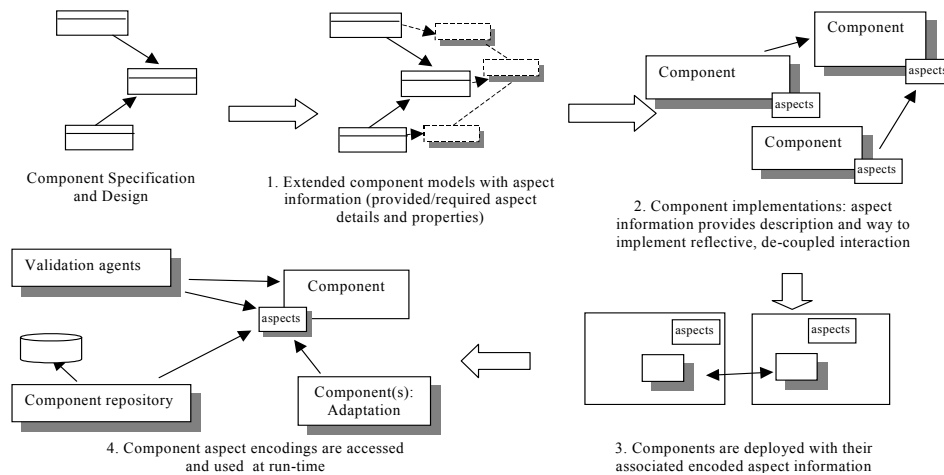 Component Specification
and Design
1. Extended component models with aspect
information (provided/required aspect
details and properties)
Component
aspects
Component
aspects
Component
aspects
2. Component implementations: aspect
information provides description and way to
implement reflective, de-coupled interaction
aspects
aspects
3. Components are deployed with their
associated encoded aspect information
Validation agents
Component
aspects
Component repository
Component(s):
Adaptation
4. Component aspect encodings are accessed
and used at run-time